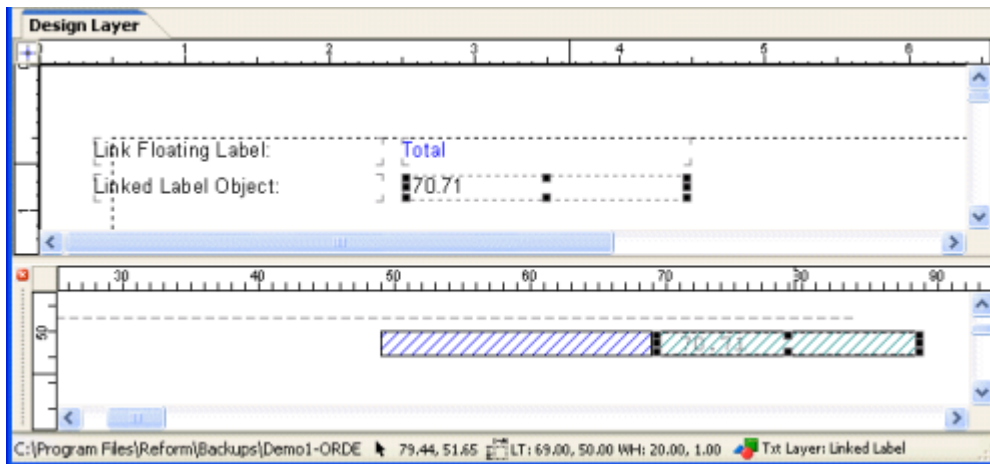 Design Layer
1 2 3 4 5 6
Link Floating Label: Total
Linked Label Object: 70.71
30 40 50 60 70 80 90
50
70.71
C:\Program Files\Reform\Backups\Demo1-ORDE 79.44, 51.65 LT: 69.00, 50.00 WH: 20.00, 1.00 Txt Layer: Linked Label